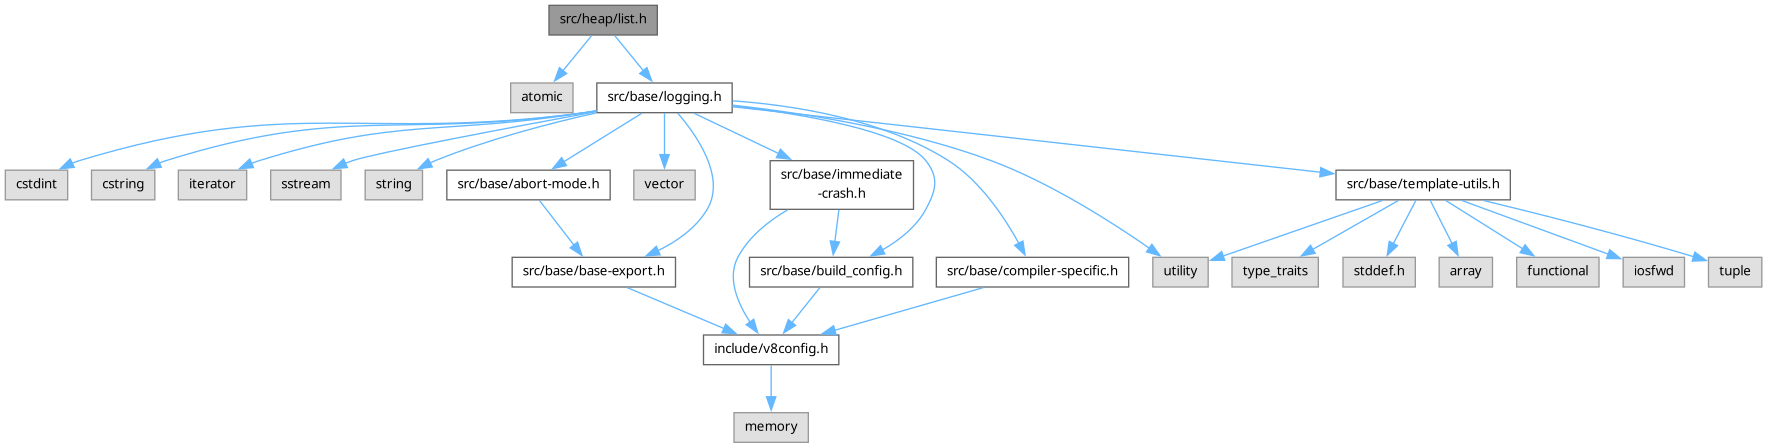 src/heap/list.h
atomic
src/base/logging.h
cstdint
cstring
iterator
sstream
string
src/base/abort-mode.h
vector
src/base/immediate
-crash.h
src/base/template-utils.h
src/base/base-export.h
src/base/build_config.h
src/base/compiler-specific.h
utility
type_traits
stddef.h
array
functional
iosfwd
tuple
include/v8config.h
memory